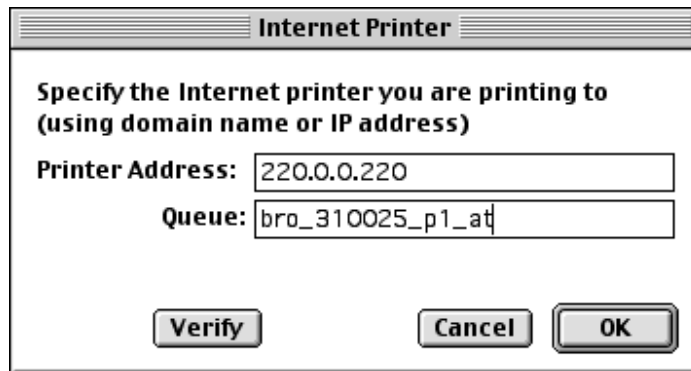 Internet Printer
Specify the Internet printer you are printing to
(using domain name or IP address)
Printer Address: 220.0.0.220
Queue: bro_310025_p1_at
Verify Cancel OK